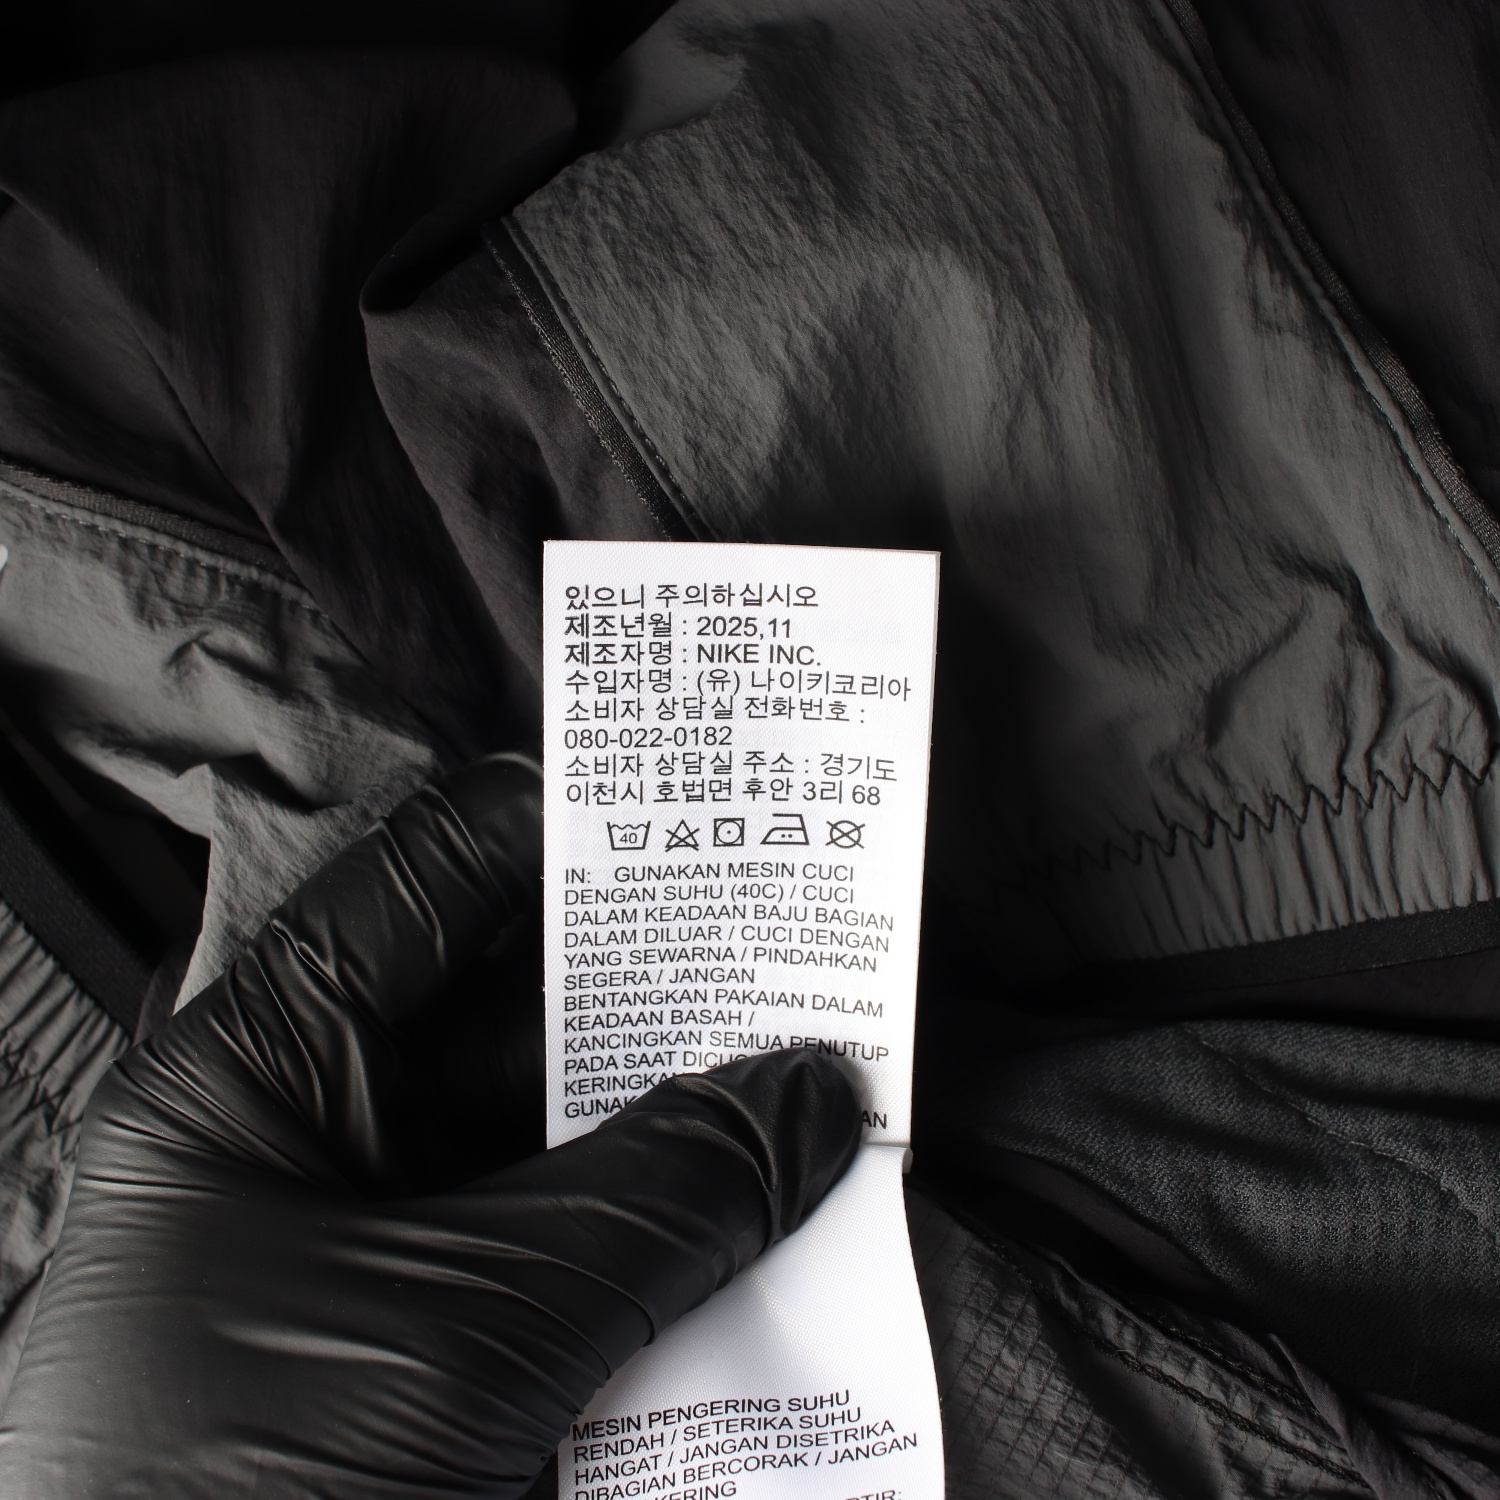 있으니 주의하십시오
제조년월 : 2025,11
제조자명 : NIKE INC.
수입자명 : (유) 나이키코리아
소비자 상담실 전화번호 :
080-022-0182
소비자 상담실 주소 : 경기도
이천시 호법면 후안 3리 68
40
IN: GUNAKAN MESIN CUCI
DENGAN SUHU (40C) / CUCI
DALAM KEADAAN BAJU BAGIAN
DALAM DILUAR / CUCI DENGAN
YANG SEWARNA / PINDAHKAN
SEGERA / JANGAN
BENTANGKAN PAKAIAN DALAM
KEADAAN BASAH /
KANCINGKAN SEMUA PENUTUP
PADA SAAT
MESIN PENGERING SUHU
RENDAH / SETERIKA SUHU
HANGAT / JANGAN DISETRIKA
DIBAGIAN BERCORAK / JANGAN